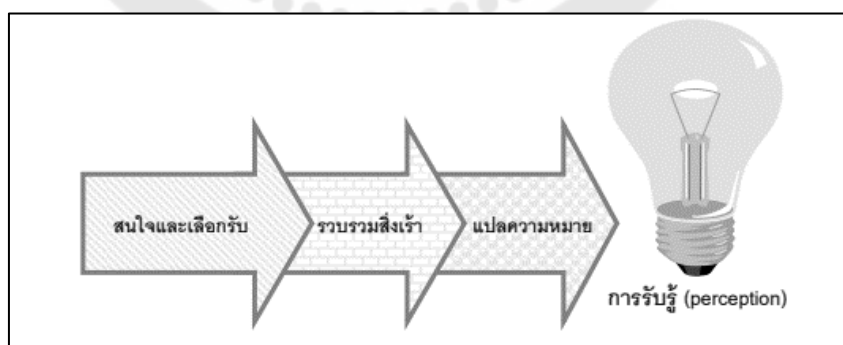 สนใจและเลือกรับ
รวบรวมสิ่งเร้า
แปลความหมาย
การรับรู้ (perception)